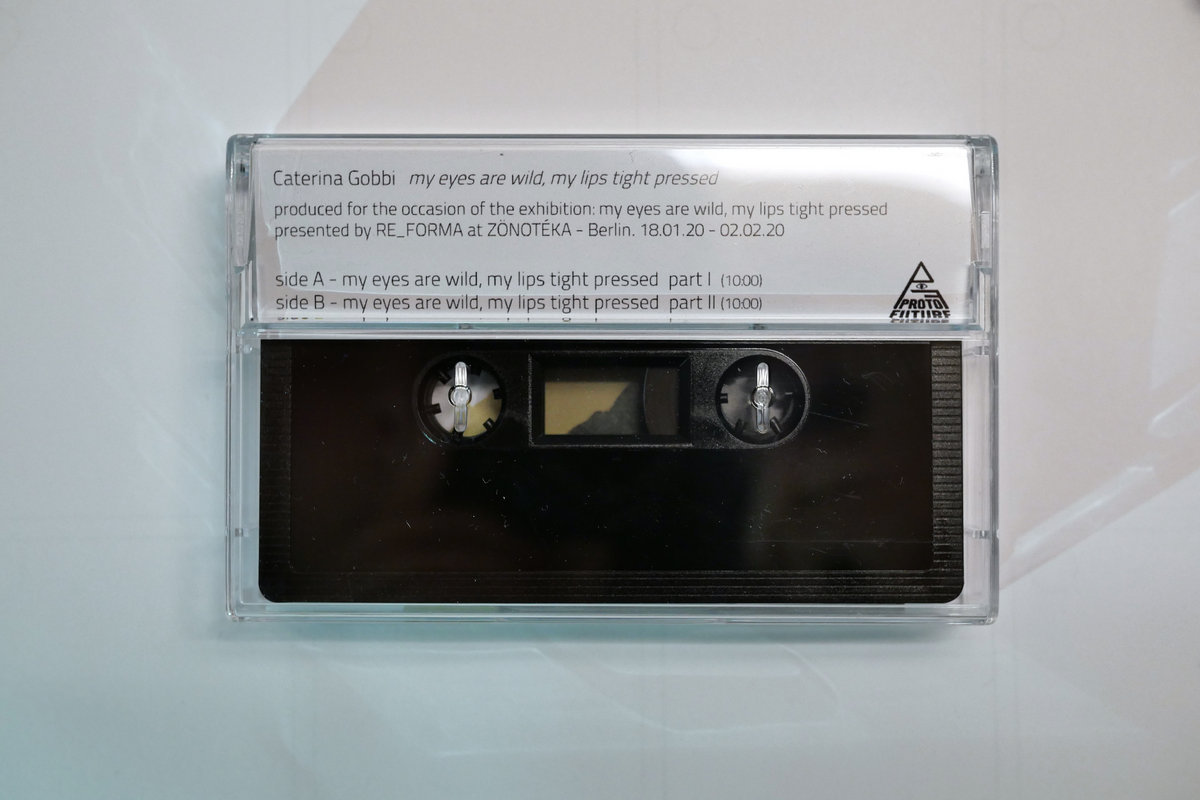 Caterina Gobbi my eyes are wild, my lips tight pressed
produced for the occasion of the exhibition: my eyes are wild, my lips tight pressed
presented by RE_FORMA at ZÖNOTÉKA - Berlin. 18.01.20 - 02.02.20
side A - my eyes are wild, my lips tight pressed part I (10:00)
side B - my eyes are wild, my lips tight pressed part II (10:00)
PROTO
FUTURE